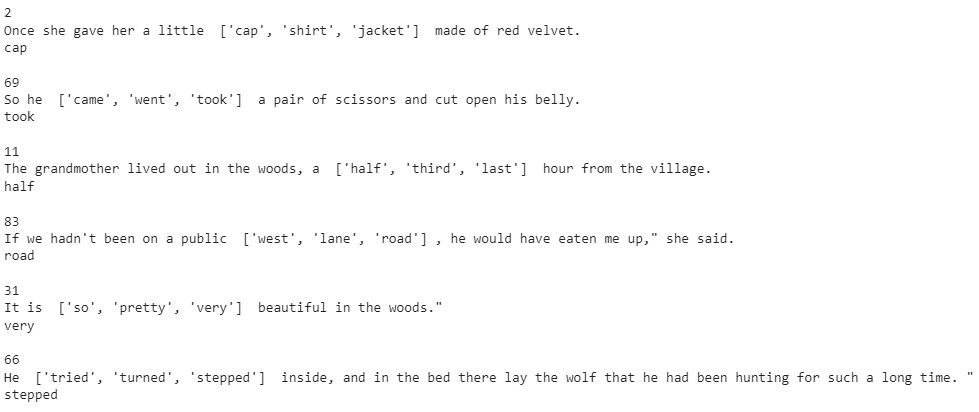 2
Once she gave her a little  ['cap', 'shirt', 'jacket']  made of red velvet.
cap
69
So he  ['came', 'went', 'took']  a pair of scissors and cut open his belly.
took
11
The grandmother lived out in the woods, a  ['half', 'third', 'last']  hour from the village.
half
83
If we hadn't been on a public  ['west', 'lane', 'road'] , he would have eaten me up," she said.
road
31
It is  ['so', 'pretty', 'very']  beautiful in the woods."
very
66
He  ['tried', 'turned', 'stepped']  inside, and in the bed there lay the wolf that he had been hunting for such a long time. "
stepped